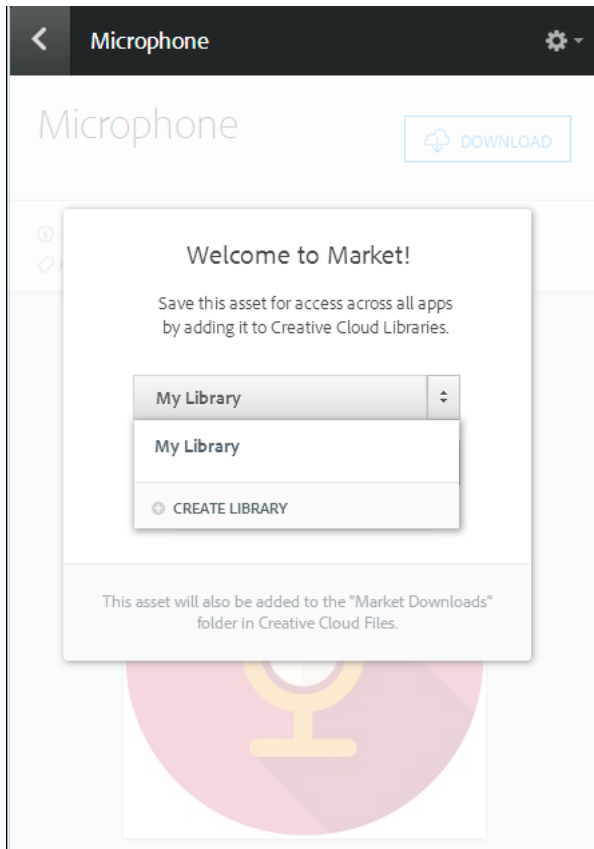 Microphone
Microphone
DOWNLOAD
Welcome to Market!
Save this asset for access across all apps
by adding it to Creative Cloud Libraries.
My Library
My Library
CREATE LIBRARY
This asset will also be added to the "Market Downloads"
folder in Creative Cloud Files.